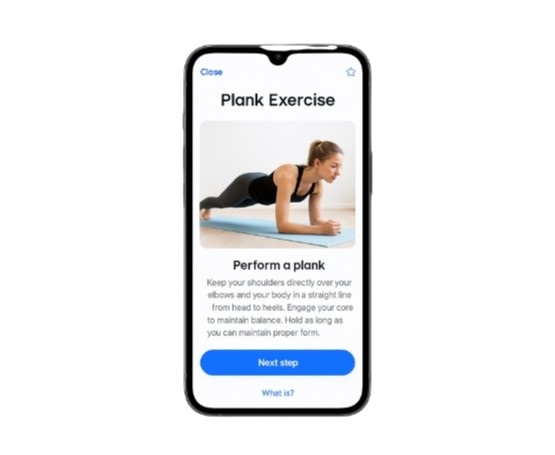 Close
Plank Exercise
Perform a plank
Keep your shoulders directly over your
elbows and your body in a straight line
from head to heels. Engage your core
to maintain balance. Hold as long as
you can maintain proper form.
Next step
What is?